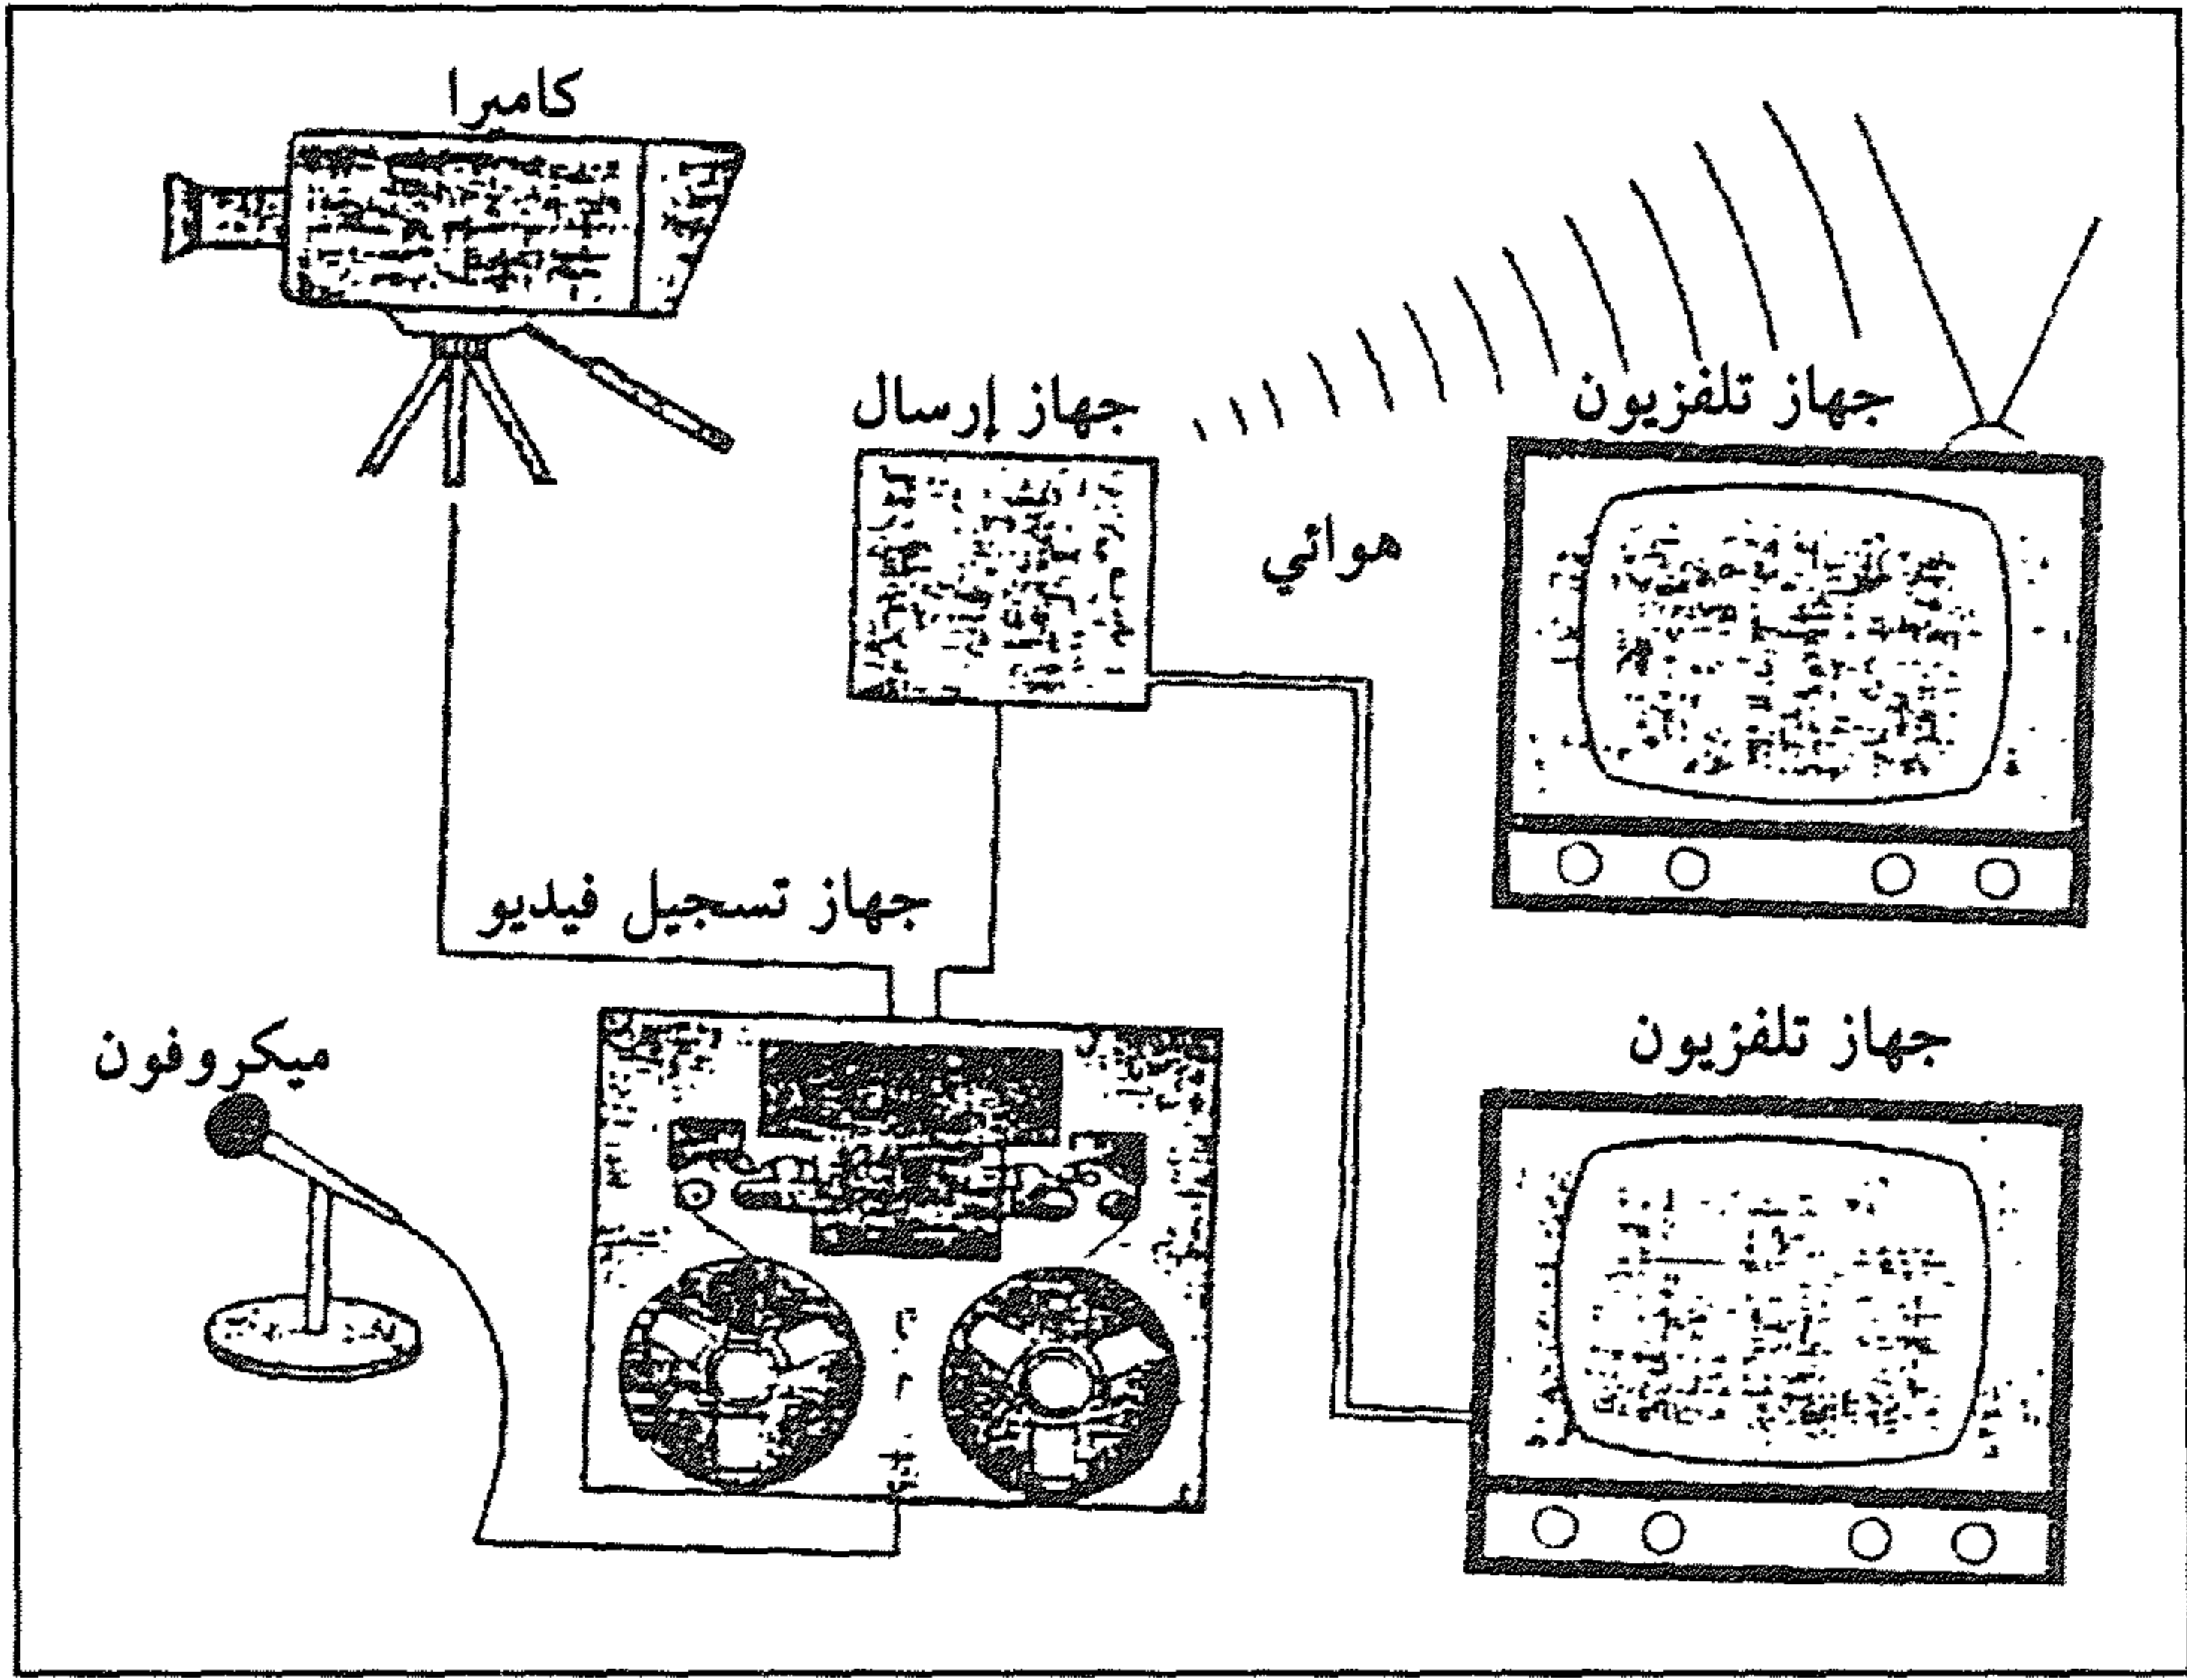 كاميرا
جهاز إرسال
جهاز تلفزيون
هوائي
جهاز تسجيل فيديو
ميكروفون
جهاز تلفزيون